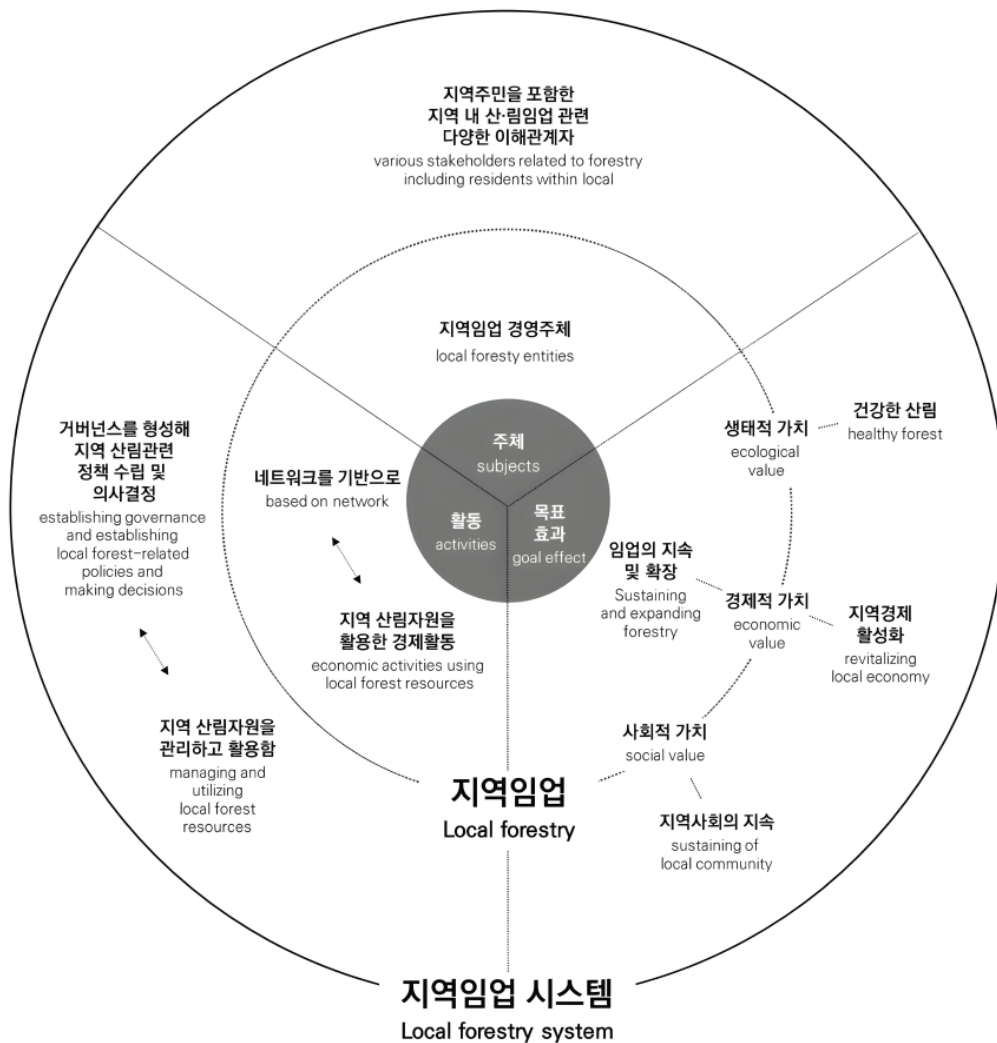 지역주민을 포함한
지역 내 산·림임업 관련
다양한 이해관계자
various stakeholders related to forestry
including residents within local
지역임업 경영주체
local foresty entities
거버넌스를 형성해
지역 산림관련
정책 수립 및
의사결정
establishing governance
and establishing
local forest-related
policies and
making decisions
네트워크를 기반으로
based on network
주체
subjects
활동
activities
목표
효과
goal effect
생태적 가치
ecological
value
건강한 산림
healthy forest
임업의 지속
및 확장
Sustaining
and expanding
forestry
경제적 가치
economic
value
지역경제
활성화
revitalizing
local economy
지역 산림자원을
활용한 경제활동
economic activities using
local forest resources
지역 산림자원을
관리하고 활용함
managing and
utilizing
local forest
resources
사회적 가치
social value
지역사회의 지속
sustaining of
local community
지역임업
Local forestry
지역임업 시스템
Local forestry system